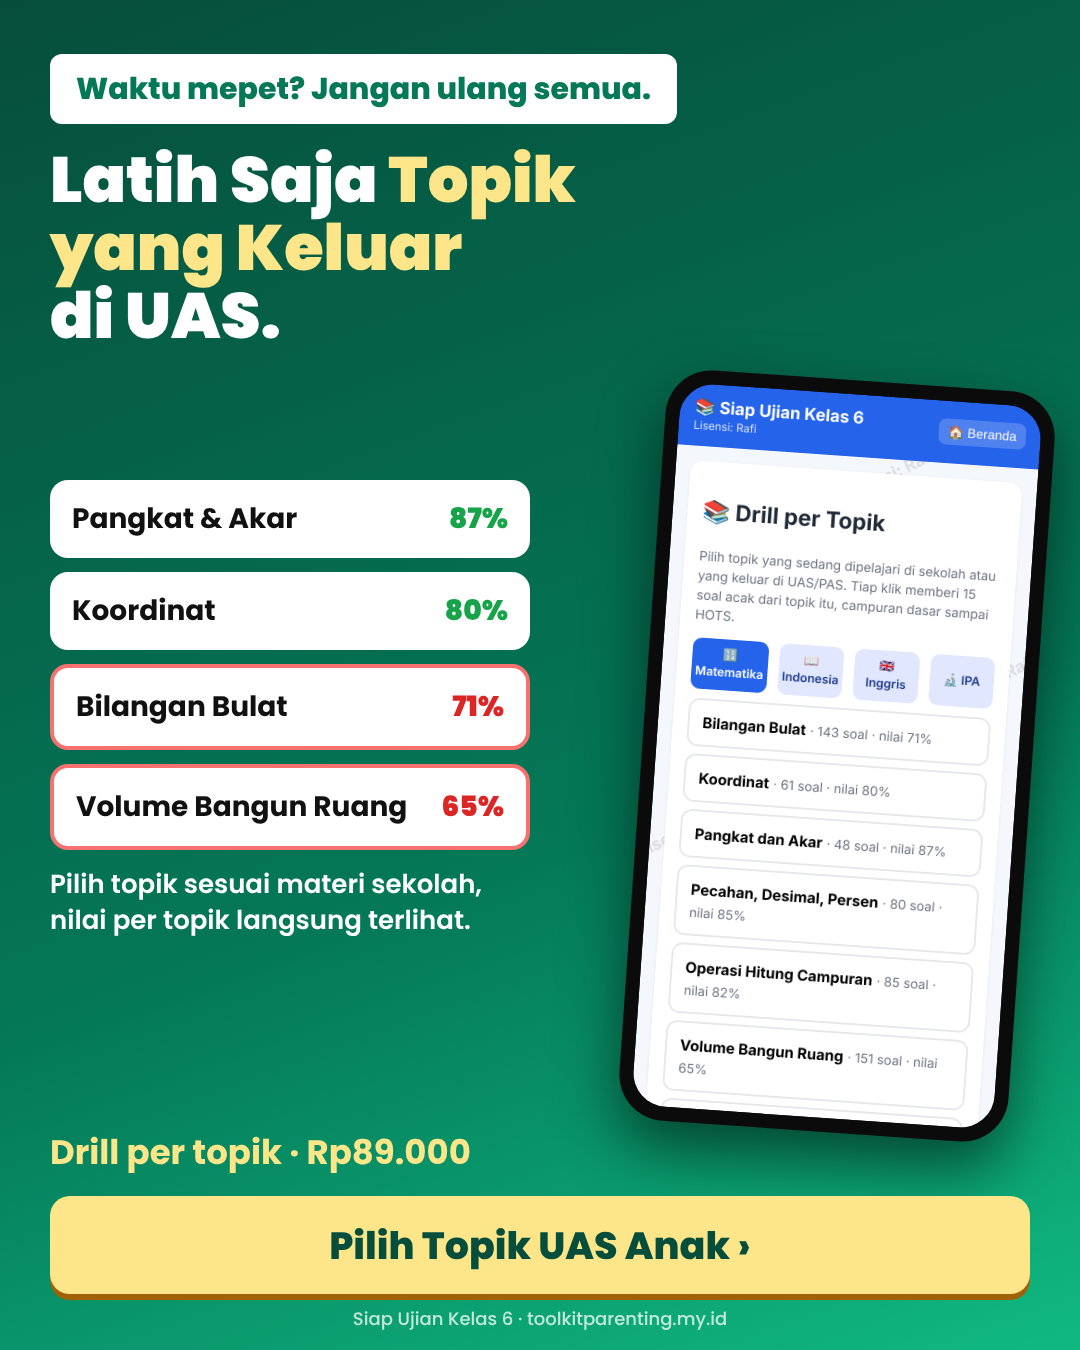 Waktu mepet? Jangan ulang semua.
Latih Saja Topik
yang Keluar
di UAS.
Pangkat & Akar 87%
Koordinat 80%
Bilangan Bulat 71%
Volume Bangun Ruang 65%
Pilih topik sesuai materi sekolah,
nilai per topik langsung terlihat.
📚 Siap Ujian Kelas 6
Lisensi: Rafi
🏠 Beranda
📚 Drill per Topik
Pilih topik yang sedang dipelajari di sekolah atau
yang keluar di UAS/PAS. Tiap klik memberi 15
soal acak dari topik itu, campuran dasar sampai
HOTS.
🔢 Matematika
📖 Indonesia
🇬🇧 Inggris
🔬 IPA
Bilangan Bulat · 143 soal · nilai 71%
Koordinat · 61 soal · nilai 80%
Pangkat dan Akar · 48 soal · nilai 87%
Pecahan, Desimal, Persen · 80 soal ·
nilai 85%
Operasi Hitung Campuran · 85 soal ·
nilai 82%
Volume Bangun Ruang · 151 soal · nilai
65%
Drill per topik · Rp89.000
Pilih Topik UAS Anak ›
Siap Ujian Kelas 6 · toolkitparenting.my.id